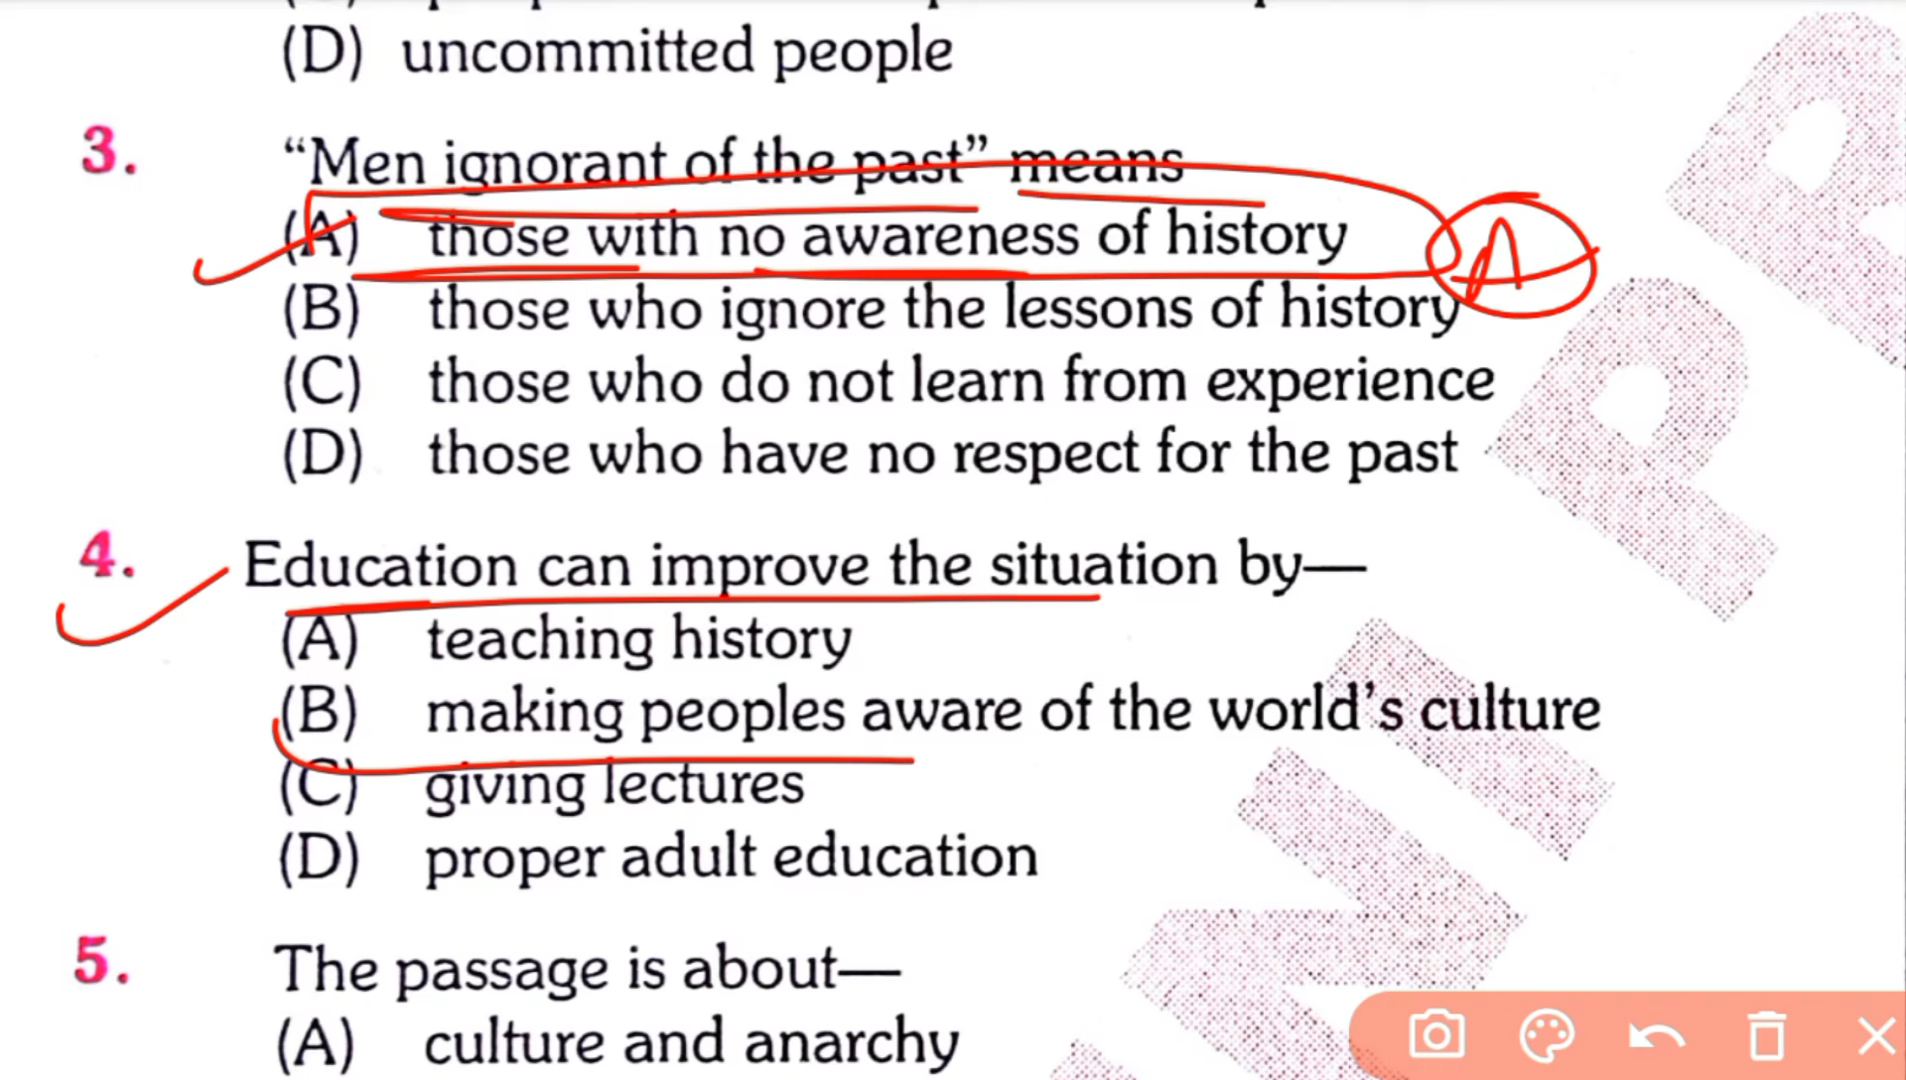 (D) uncommitted people
3. “Men ignorant of the past” means
(A) those with no awareness of history
A
(B) those who ignore the lessons of history
(C) those who do not learn from experience
(D) those who have no respect for the past
4. Education can improve the situation by—
(A) teaching history
(B) making peoples aware of the world’s culture
(C) giving lectures
(D) proper adult education
5. The passage is about—
(A) culture and anarchy